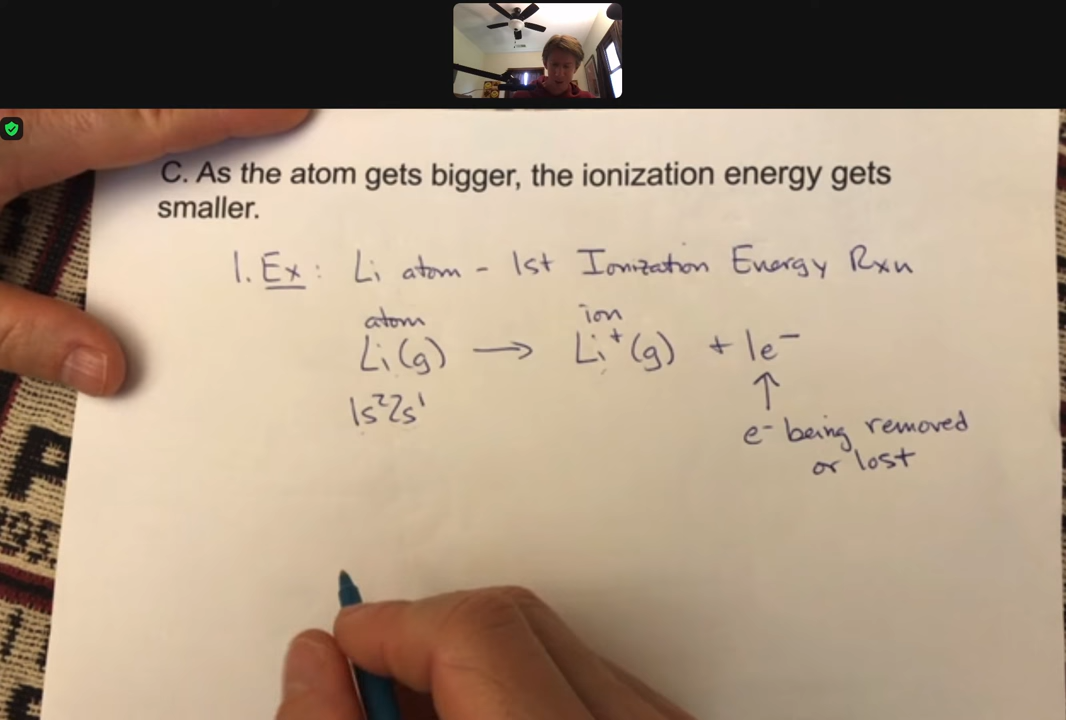 C. As the atom gets bigger, the ionization energy gets
smaller.
1. Ex: Li atom - 1st Ionization Energy Rxn
atom ion
Li(g) → Li⁺(g) + 1e⁻
↑
1s²2s¹
e⁻ being removed
or lost